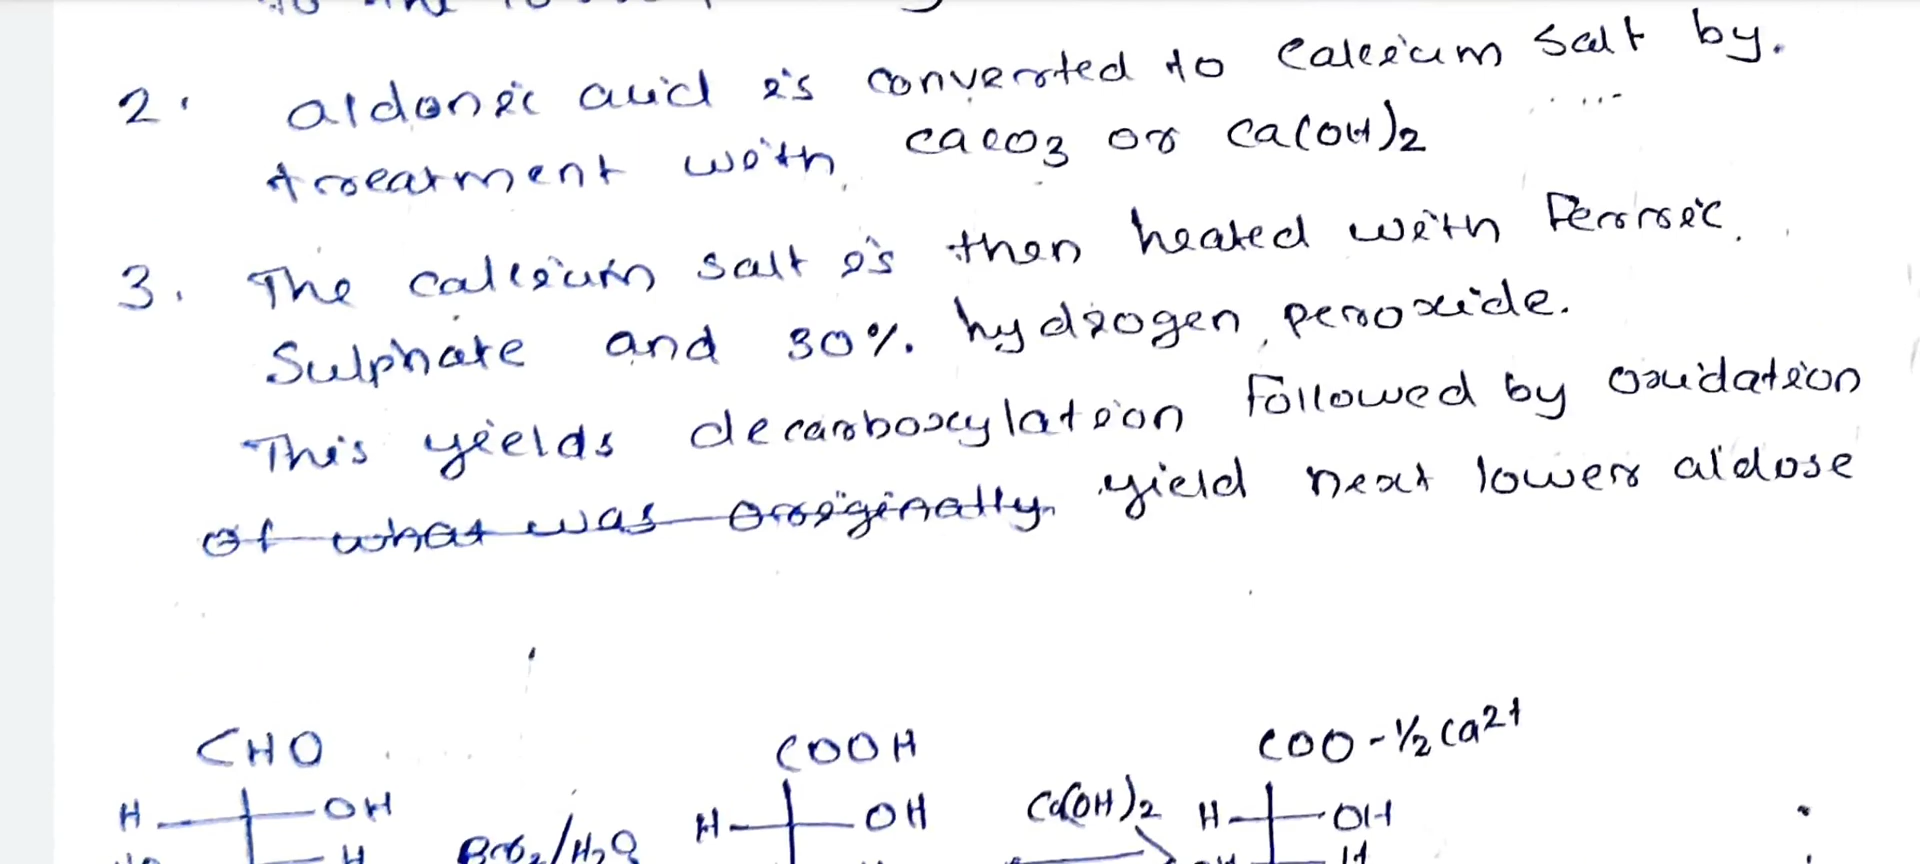 2. aldonic acid is converted to calcium salt by.
treatment with CaCO3 or Ca(OH)2
3. The calcium salt is then heated with Ferric.
Sulphate and 30%. hydrogen peroxide.
This yields decarboxylation Followed by oxidation
of what was originally yield next lower aldose
CHO COOH COO-½Ca2+
H OH H OH Ca(OH)2 H OH
H Br2/H2O OH H